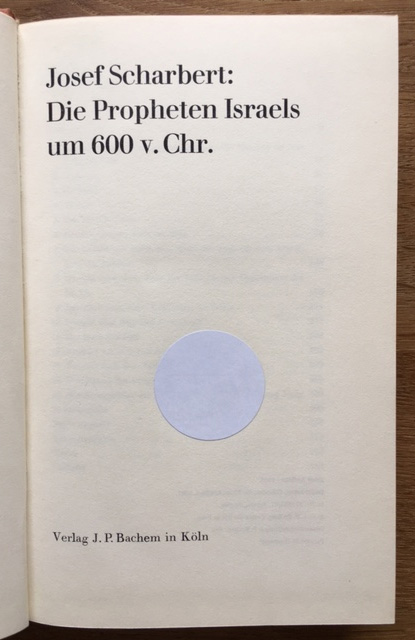 Josef Scharbert:
Die Propheten Israels
um 600 v. Chr.
Verlag J. P. Bachem in Köln